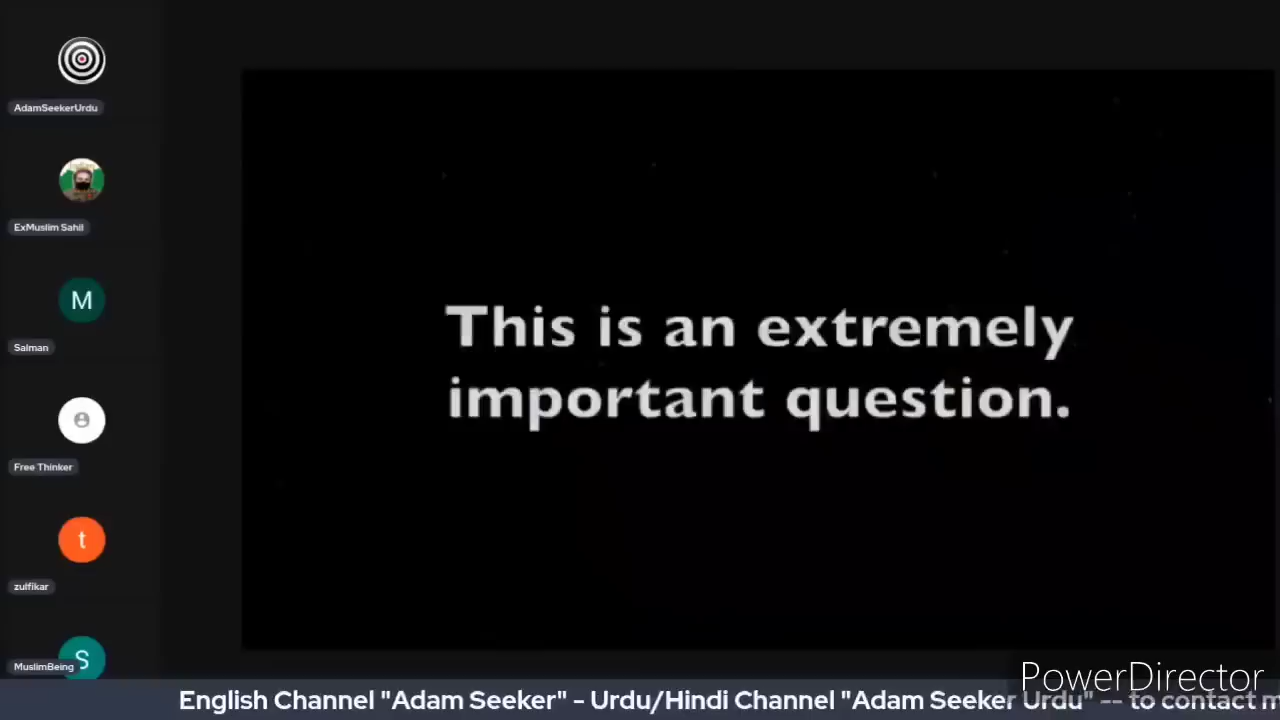 AdamSeekerUrdu
ExMuslim Sahil
M
Salman
Free Thinker
t
zulfikar
S
MuslimBeing
This is an extremely
important question.
PowerDirector
English Channel "Adam Seeker" - Urdu/Hindi Channel "Adam Seeker Urdu" -- to contact m